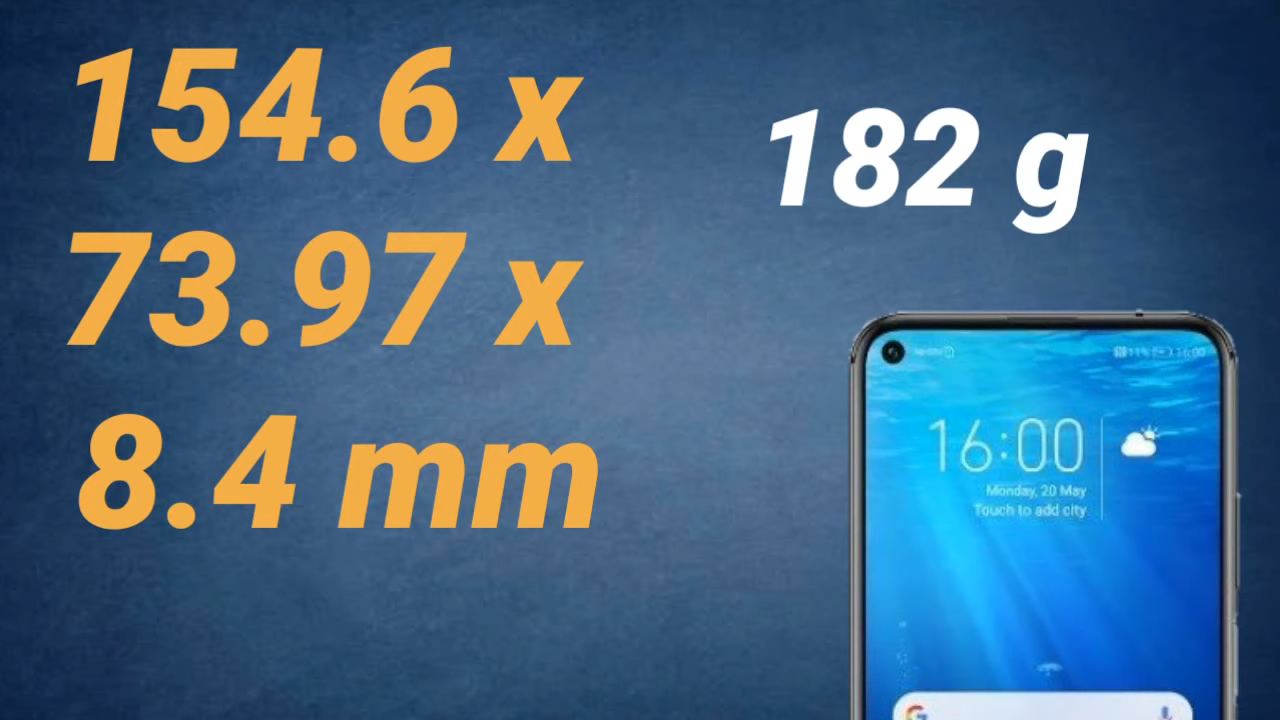 154.6 x
73.97 x
8.4 mm
182 g
16:00
Monday, 20 May
Touch to add city